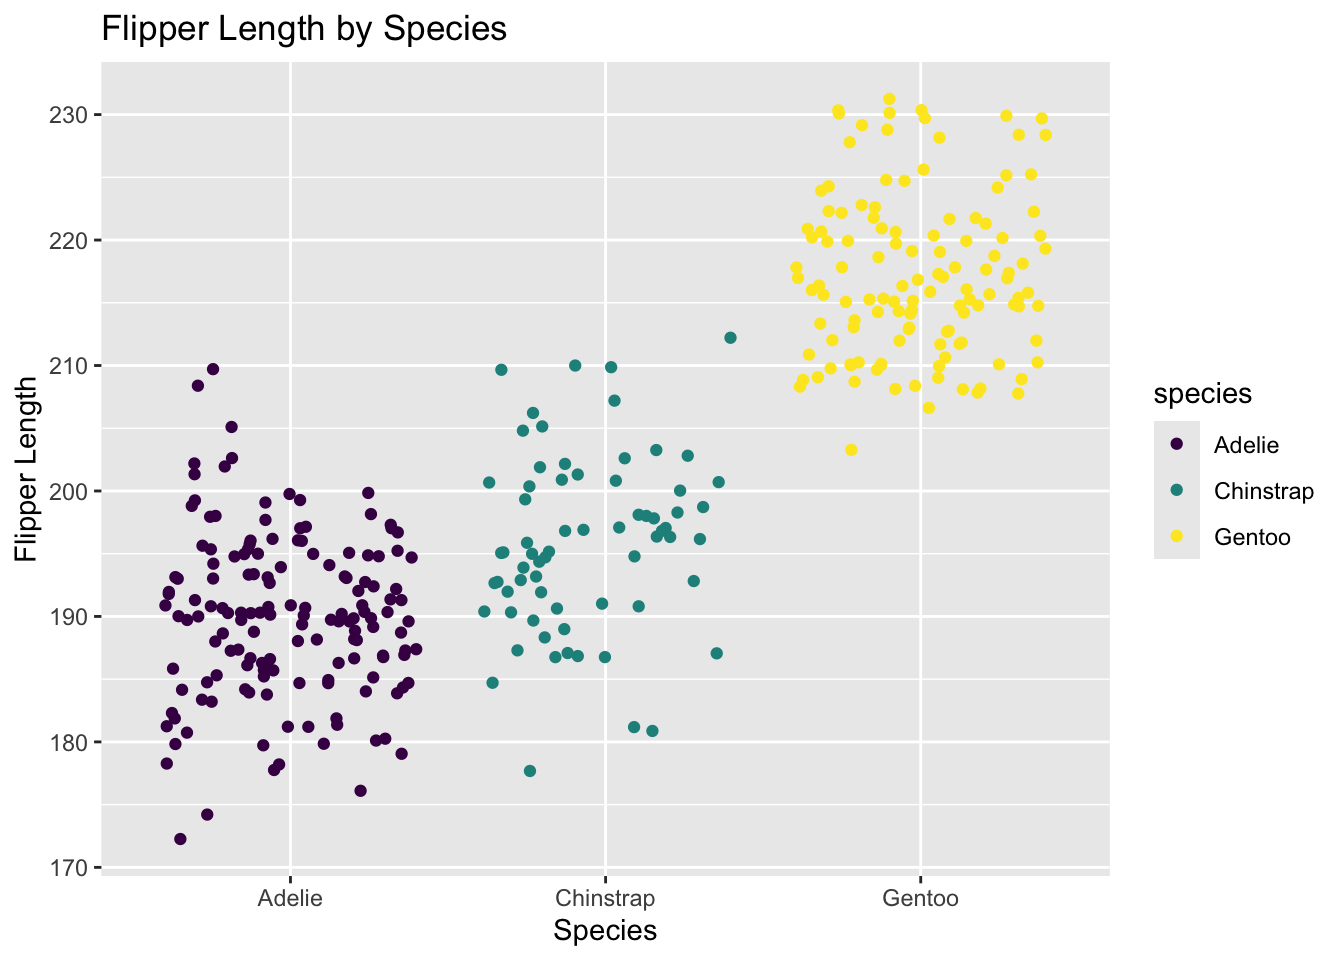 Flipper Length by Species
230
220
210
200
190
180
170
Flipper Length
Adelie
Chinstrap
Gentoo
Species
species
Adelie
Chinstrap
Gentoo